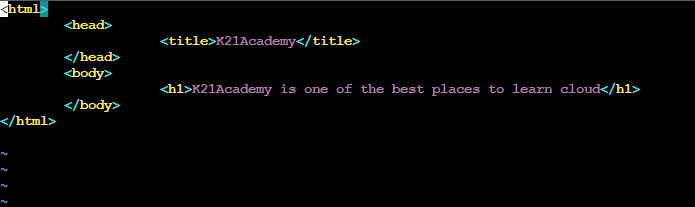 <html>
<head>
<title>K21Academy</title>
</head>
<body>
<h1>K21Academy is one of the best places to learn cloud</h1>
</body>
</html>
~
~
~
~